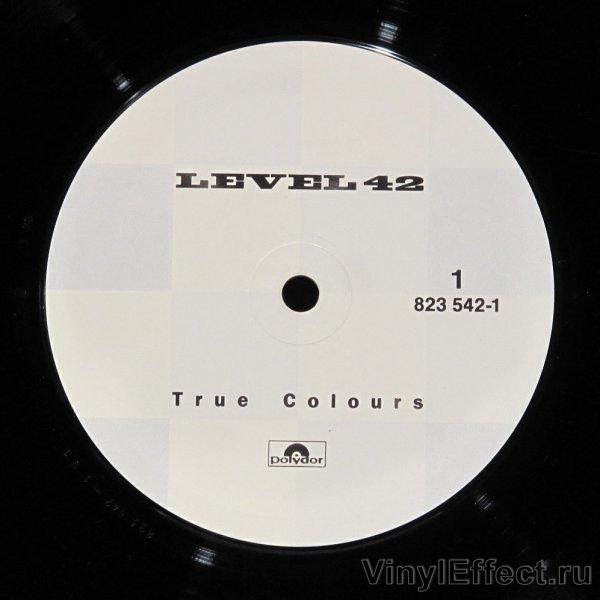 LEVEL 42
1
823 542-1
True Colours
polydor
VinylEffect.ru